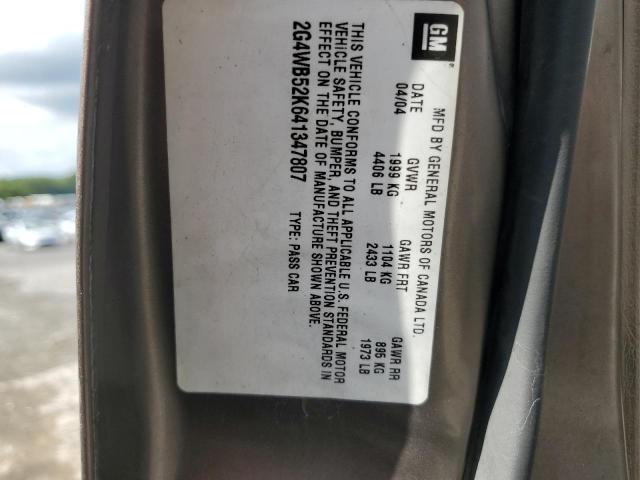 GM
MFD BY GENERAL MOTORS OF CANADA LTD.
DATE GVWR GAWR FRT GAWR RR
04/04 1999 KG 1104 KG 895 KG
4406 LB 2433 LB 1973 LB
THIS VEHICLE CONFORMS TO ALL APPLICABLE U.S. FEDERAL MOTOR
VEHICLE SAFETY, BUMPER, AND THEFT PREVENTION STANDARDS IN
EFFECT ON THE DATE OF MANUFACTURE SHOWN ABOVE.
2G4WB52K641347807 TYPE: PASS CAR